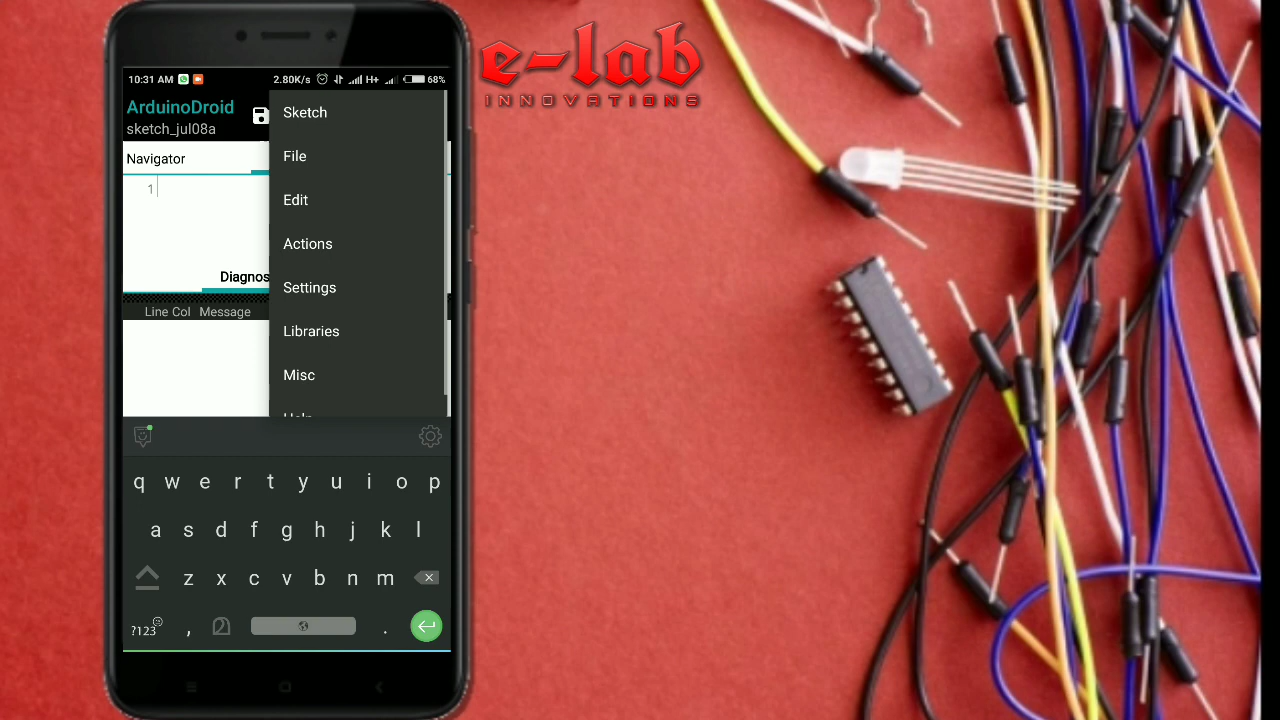 e-lab
INNOVATIONS
10:31 AM 2.80K/s H+ 68%
ArduinoDroid
sketch_jul08a
Navigator
1
Diagnos
Line Col Message
Sketch
File
Edit
Actions
Settings
Libraries
Misc
Help
q w e r t y u i o p
a s d f g h j k l
z x c v b n m
?123 , മ .